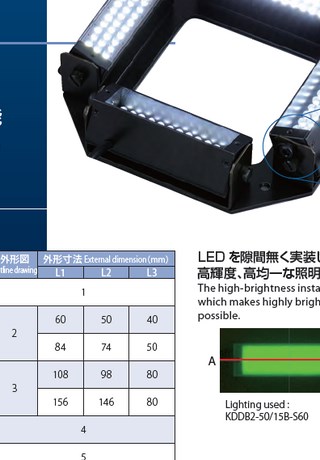 外形図
外形寸法 External dimension (mm)
L1 L2 L3
1
2
60 50 40
84 74 50
3
108 98 80
156 146 80
4
5
LED を隙間無く実装し
高輝度、高均一な照明
The high-brightness insta
which makes highly brigh
possible.
A
Lighting used :
KDDB2-50/15B-S60